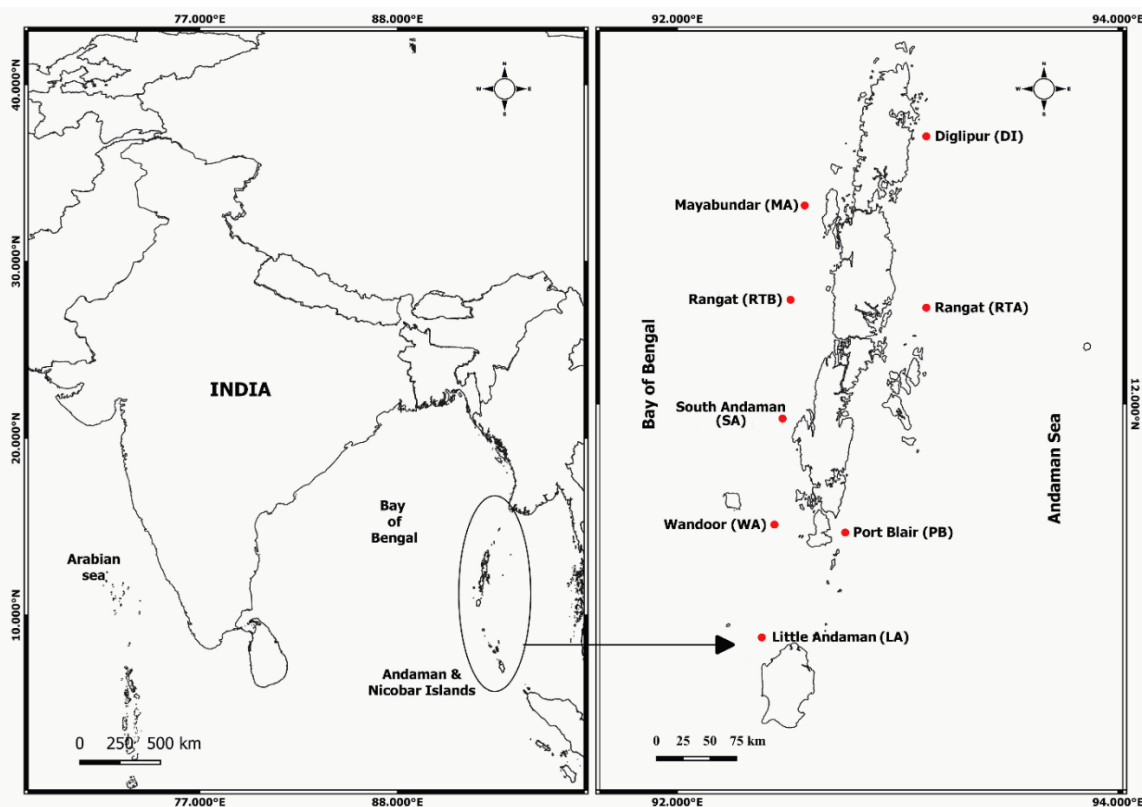 77.000°E
88.000°E
92.000°E
94.000°E
40.000°N
30.000°N
20.000°N
10.000°N
N
W
E
S
INDIA
Bay
of
Bengal
Arabian
sea
Andaman &
Nicobar Islands
0 250 500 km
77.000°E
88.000°E
N
W
E
S
Diglipur (DI)
Mayabundar (MA)
Rangat (RTB)
Rangat (RTA)
Bay of Bengal
South Andaman
(SA)
12.000°N
Andaman Sea
Wandoor (WA)
Port Blair (PB)
Little Andaman (LA)
0 25 50 75 km
92.000°E
94.000°E